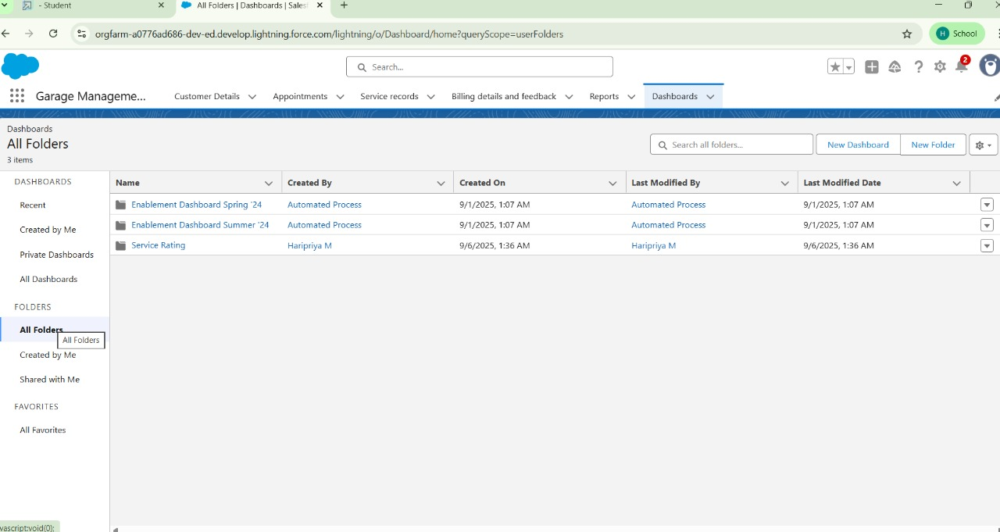 - Student
All Folders | Dashboards | Sales
orgfarm-a0776ad686-dev-ed.develop.lightning.force.com/lightning/o/Dashboard/home?queryScope=userFolders
H School
Search...
2
Garage Manageme...
Customer Details
Appointments
Service records
Billing details and feedback
Reports
Dashboards
Dashboards
All Folders
3 items
Search all folders...
New Dashboard
New Folder
DASHBOARDS
Recent
Created by Me
Private Dashboards
All Dashboards
FOLDERS
All Folders
All Folders
Created by Me
Shared with Me
FAVORITES
All Favorites
Name Created By Created On Last Modified By Last Modified Date
Enablement Dashboard Spring '24 Automated Process 9/1/2025, 1:07 AM Automated Process 9/1/2025, 1:07 AM
Enablement Dashboard Summer '24 Automated Process 9/1/2025, 1:07 AM Automated Process 9/1/2025, 1:07 AM
Service Rating Haripriya M 9/6/2025, 1:36 AM Haripriya M 9/6/2025, 1:36 AM
vascript:void(0);